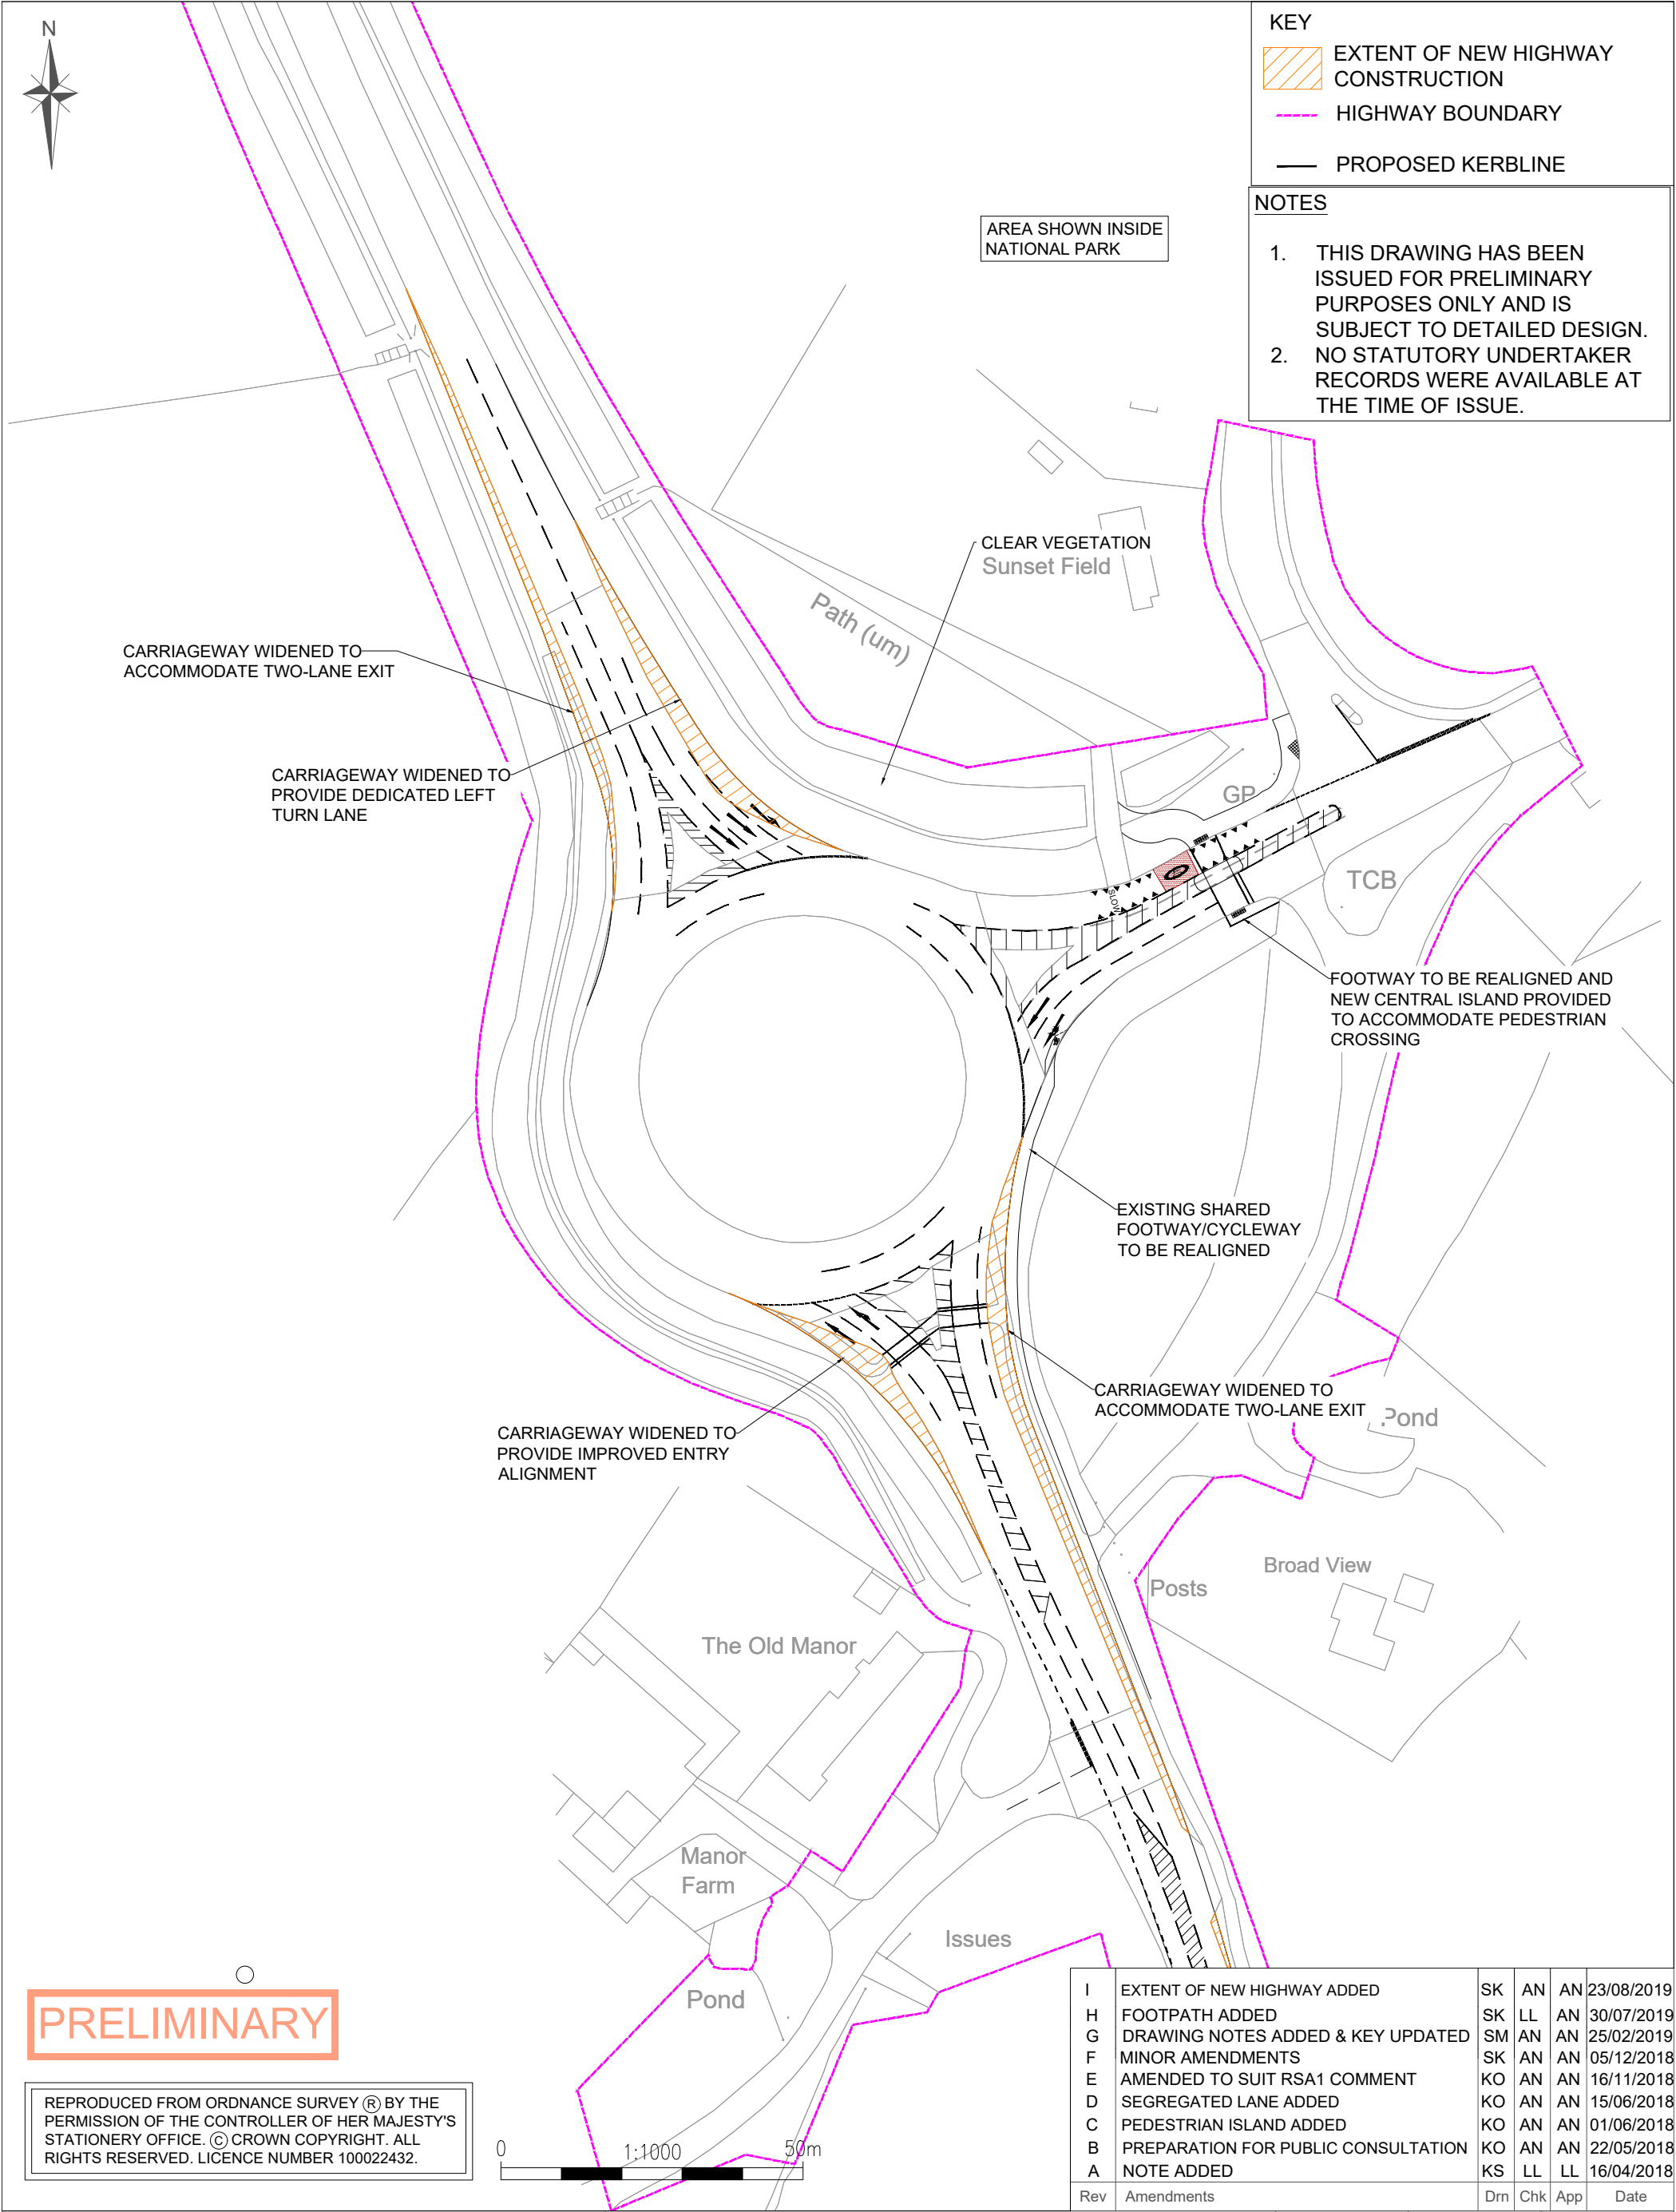 N
KEY
EXTENT OF NEW HIGHWAY
CONSTRUCTION
HIGHWAY BOUNDARY
PROPOSED KERBLINE
NOTES
1. THIS DRAWING HAS BEEN
ISSUED FOR PRELIMINARY
PURPOSES ONLY AND IS
SUBJECT TO DETAILED DESIGN.
2. NO STATUTORY UNDERTAKER
RECORDS WERE AVAILABLE AT
THE TIME OF ISSUE.
AREA SHOWN INSIDE
NATIONAL PARK
CLEAR VEGETATION
Sunset Field
Path (um)
CARRIAGEWAY WIDENED TO
ACCOMMODATE TWO-LANE EXIT
CARRIAGEWAY WIDENED TO
PROVIDE DEDICATED LEFT
TURN LANE
GP
TCB
SLOW
FOOTWAY TO BE REALIGNED AND
NEW CENTRAL ISLAND PROVIDED
TO ACCOMMODATE PEDESTRIAN
CROSSING
EXISTING SHARED
FOOTWAY/CYCLEWAY
TO BE REALIGNED
CARRIAGEWAY WIDENED TO
ACCOMMODATE TWO-LANE EXIT
Pond
CARRIAGEWAY WIDENED TO
PROVIDE IMPROVED ENTRY
ALIGNMENT
Broad View
Posts
The Old Manor
Manor
Farm
Issues
Pond
PRELIMINARY
REPRODUCED FROM ORDNANCE SURVEY Ⓡ BY THE
PERMISSION OF THE CONTROLLER OF HER MAJESTY'S
STATIONERY OFFICE. Ⓒ CROWN COPYRIGHT. ALL
RIGHTS RESERVED. LICENCE NUMBER 100022432.
0 1:1000 50m
I EXTENT OF NEW HIGHWAY ADDED SK AN AN 23/08/2019
H FOOTPATH ADDED SK LL AN 30/07/2019
G DRAWING NOTES ADDED & KEY UPDATED SM AN AN 25/02/2019
F MINOR AMENDMENTS SK AN AN 05/12/2018
E AMENDED TO SUIT RSA1 COMMENT KO AN AN 16/11/2018
D SEGREGATED LANE ADDED KO AN AN 15/06/2018
C PEDESTRIAN ISLAND ADDED KO AN AN 01/06/2018
B PREPARATION FOR PUBLIC CONSULTATION KO AN AN 22/05/2018
A NOTE ADDED KS LL LL 16/04/2018
Rev Amendments Drn Chk App Date